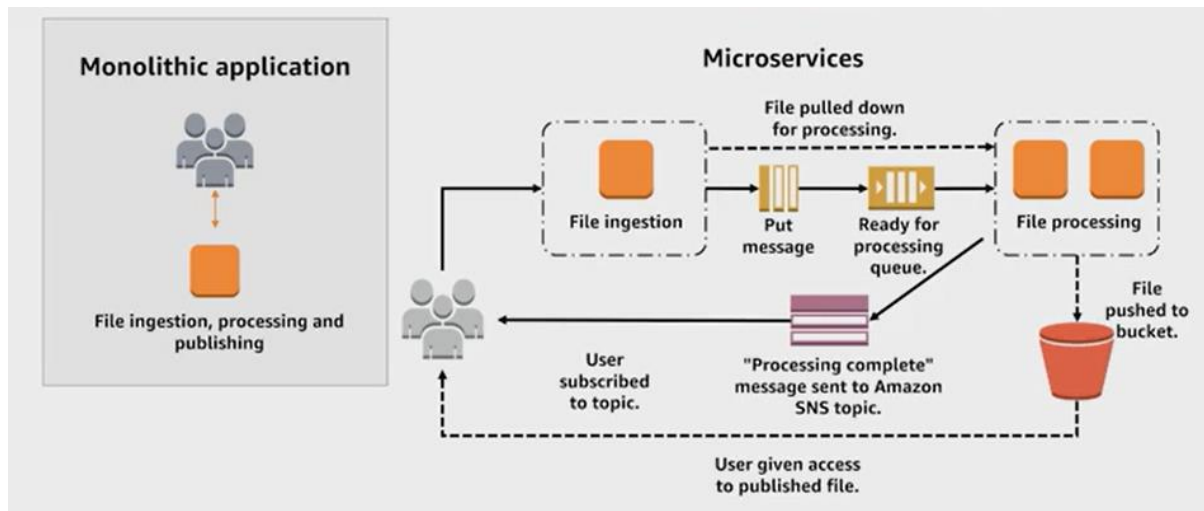 Monolithic application
File ingestion, processing and
publishing
Microservices
File pulled down
for processing.
File ingestion
Put
message
Ready for
processing
queue.
File processing
File
pushed to
bucket.
"Processing complete"
message sent to Amazon
SNS topic.
User
subscribed
to topic.
User given access
to published file.